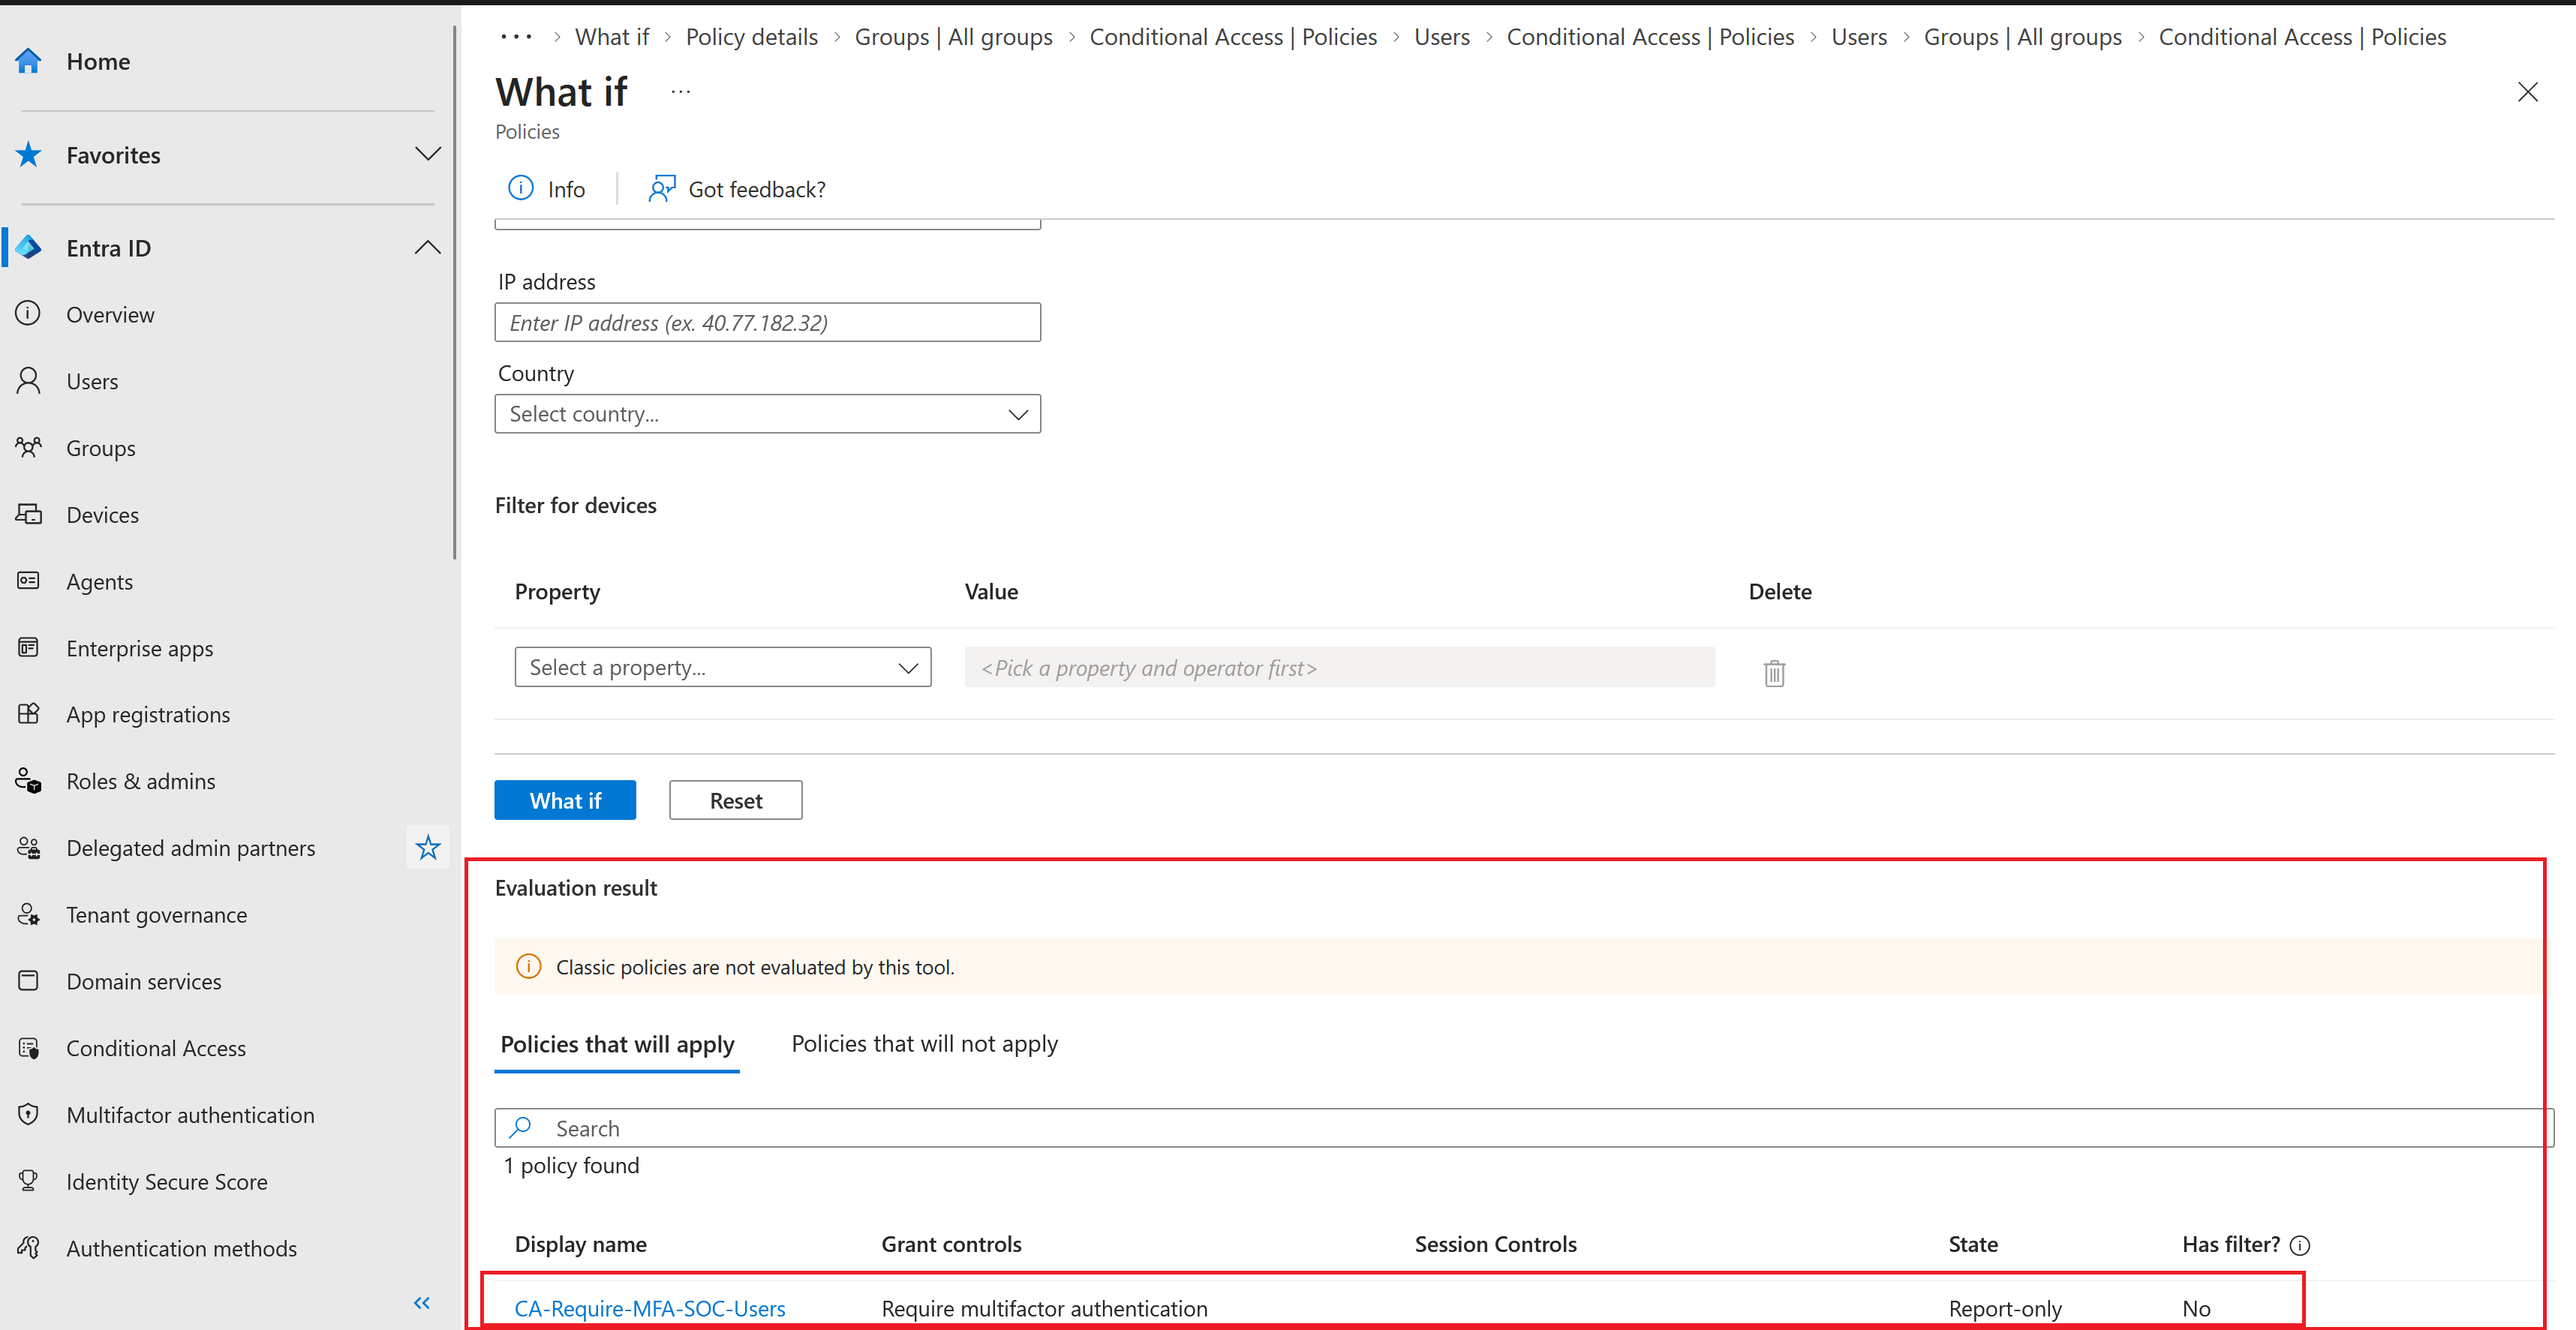 Home
Favorites
Entra ID
Overview
Users
Groups
Devices
Agents
Enterprise apps
App registrations
Roles & admins
Delegated admin partners
Tenant governance
Domain services
Conditional Access
Multifactor authentication
Identity Secure Score
Authentication methods
··· > What if > Policy details > Groups | All groups > Conditional Access | Policies > Users > Conditional Access | Policies > Users > Groups | All groups > Conditional Access | Policies
What if ···
Policies
Info Got feedback?
IP address
Enter IP address (ex. 40.77.182.32)
Country
Select country...
Filter for devices
Property Value Delete
Select a property... <Pick a property and operator first>
What if Reset
Evaluation result
Classic policies are not evaluated by this tool.
Policies that will apply Policies that will not apply
Search
1 policy found
Display name Grant controls Session Controls State Has filter?
CA-Require-MFA-SOC-Users Require multifactor authentication Report-only No